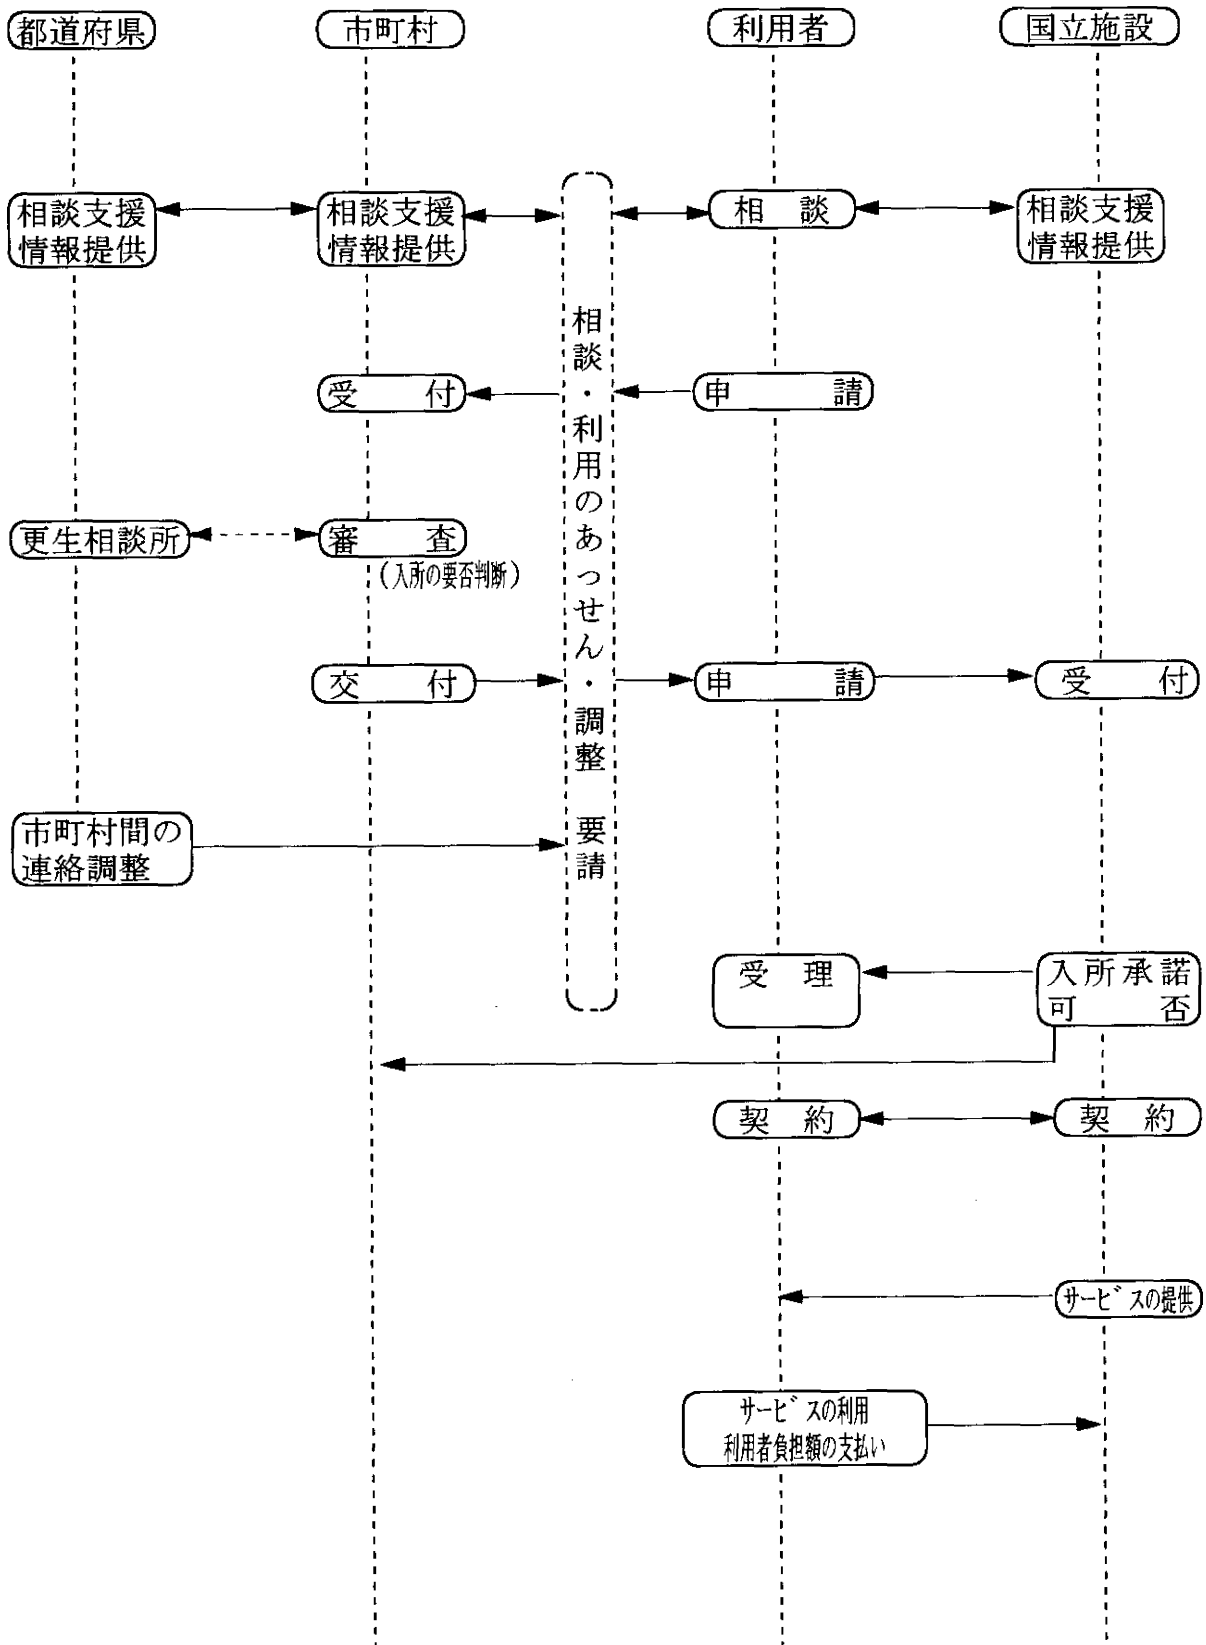 都道府県
市町村
利用者
国立施設
相談支援
情報提供
相談支援
情報提供
相談
相談支援
情報提供
相談・利用のあっせん・調整 要請
受付
申請
更生相談所
審査
(入所の要否判断)
交付
申請
受付
市町村間の
連絡調整
受理
入所承諾
可否
契約
契約
サービスの提供
サービスの利用
利用者負担額の支払い